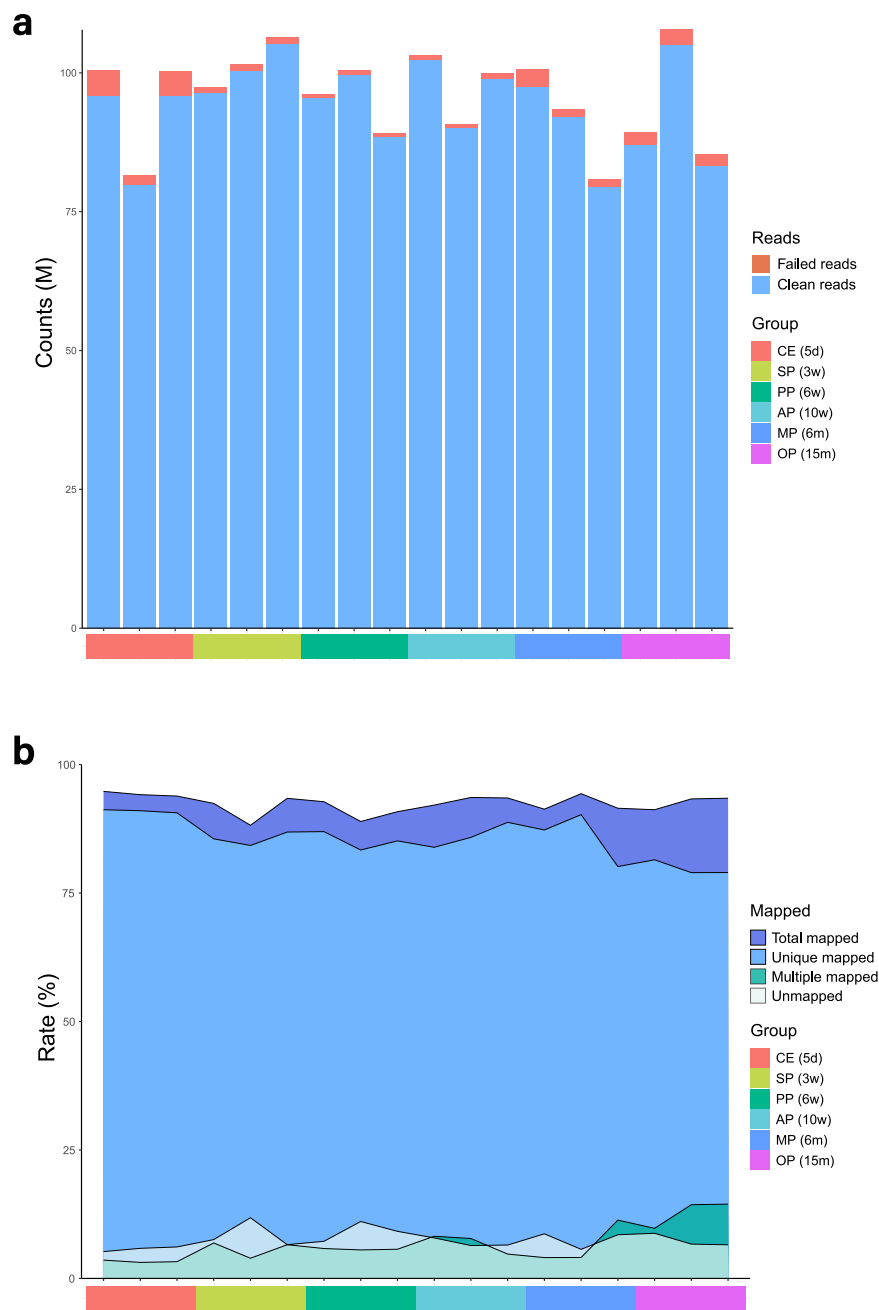 a
100
75
50
25
0
Counts (M)
Reads
Failed reads
Clean reads
Group
CE (5d)
SP (3w)
PP (6w)
AP (10w)
MP (6m)
OP (15m)
b
100
75
50
25
0
Rate (%)
Mapped
Total mapped
Unique mapped
Multiple mapped
Unmapped
Group
CE (5d)
SP (3w)
PP (6w)
AP (10w)
MP (6m)
OP (15m)